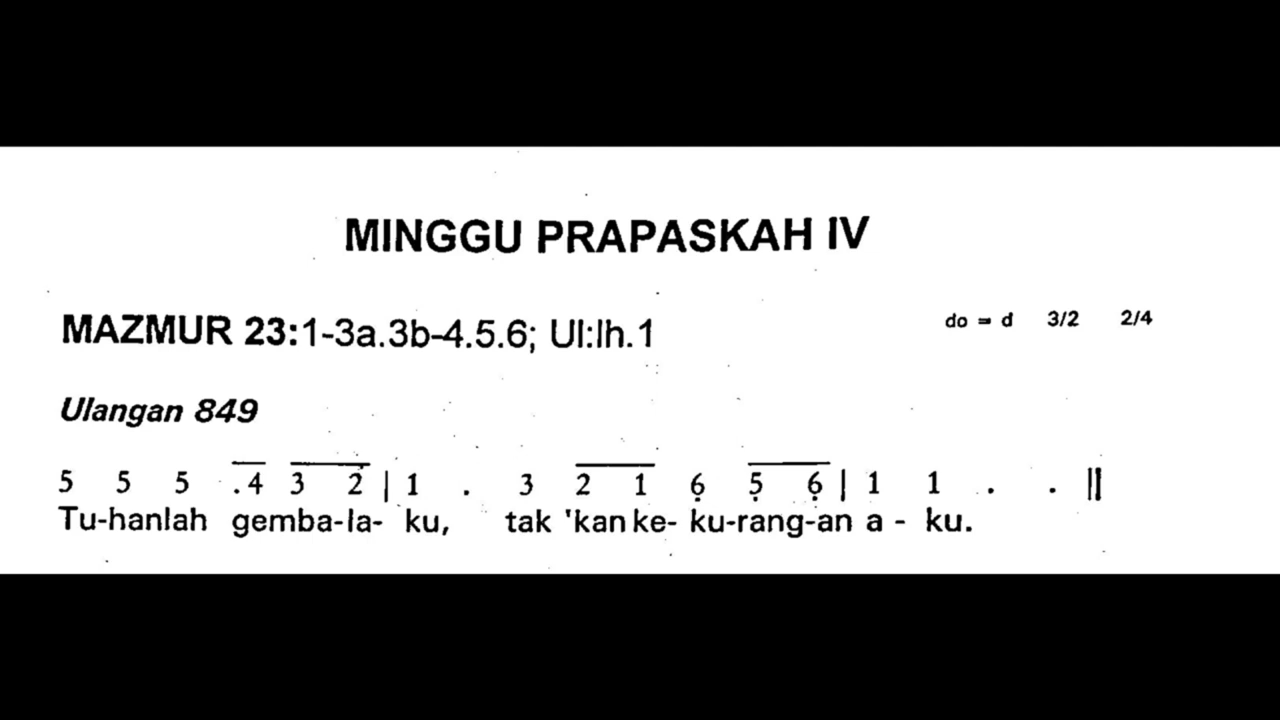 MINGGU PRAPASKAH IV
MAZMUR 23:1-3a.3b-4.5.6; Ul:lh.1
do = d 3/2 2/4
Ulangan 849
5 5 5 .4 3 2 | 1 . 3 2 1 6̣ 5̣ 6̣ | 1 1 . . ||
Tu-hanlah gemba-la- ku, tak 'kan ke- ku-rang-an a - ku.